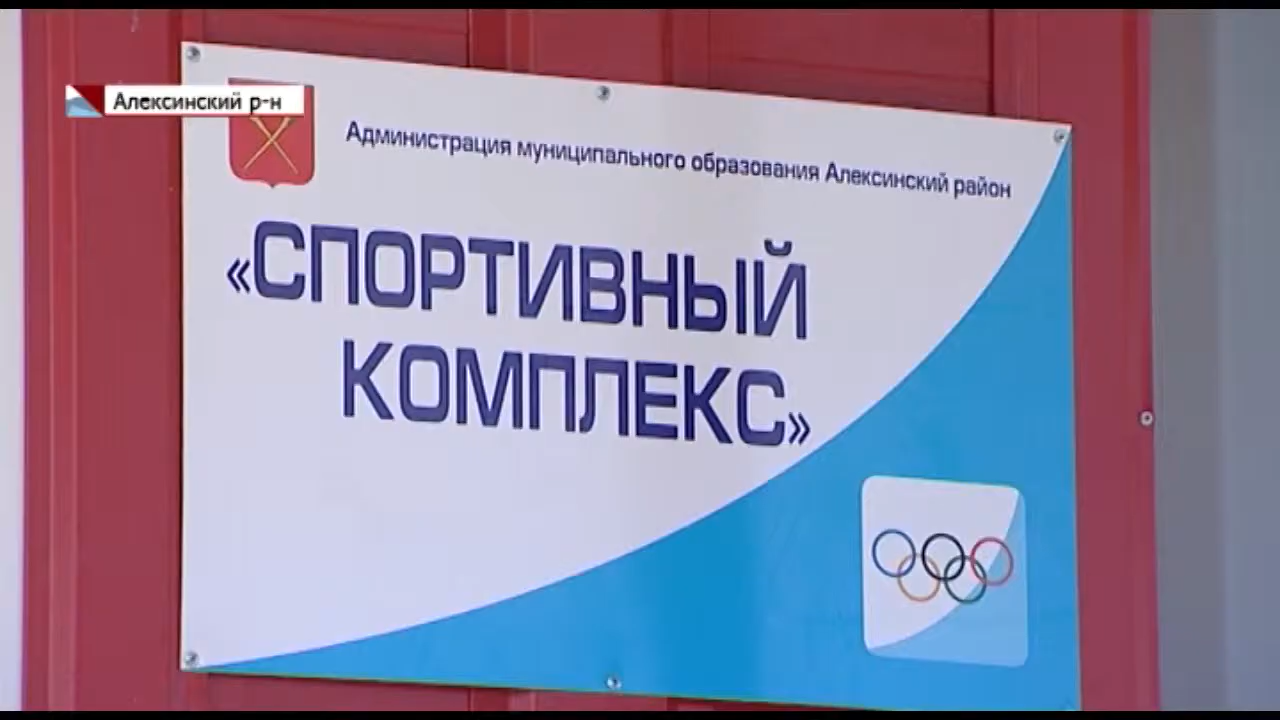 Алексинский р-н
Администрация муниципального образования Алексинский район
«СПОРТИВНЫЙ
КОМПЛЕКС»